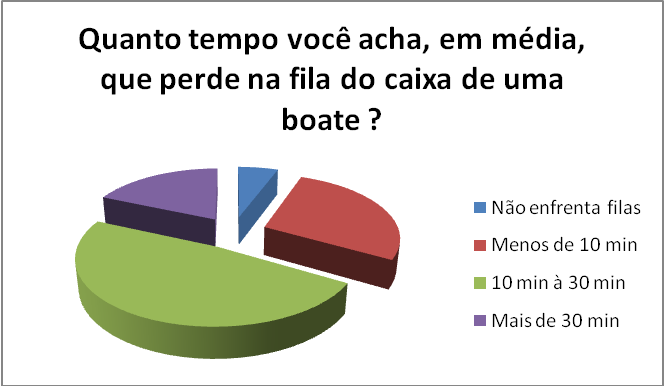 Quanto tempo você acha, em média,
que perde na fila do caixa de uma
boate ?
Não enfrenta filas
Menos de 10 min
10 min à 30 min
Mais de 30 min